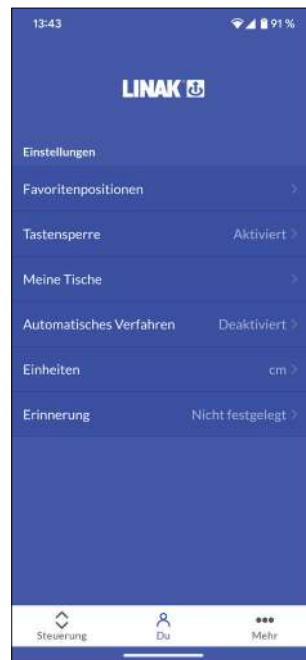 13:43
91 %
LINAK
Einstellungen
Favoritenpositionen
Tastensperre Aktiviert
Meine Tische
Automatisches Verfahren Deaktiviert
Einheiten cm
Erinnerung Nicht festgelegt
Steuerung Du Mehr